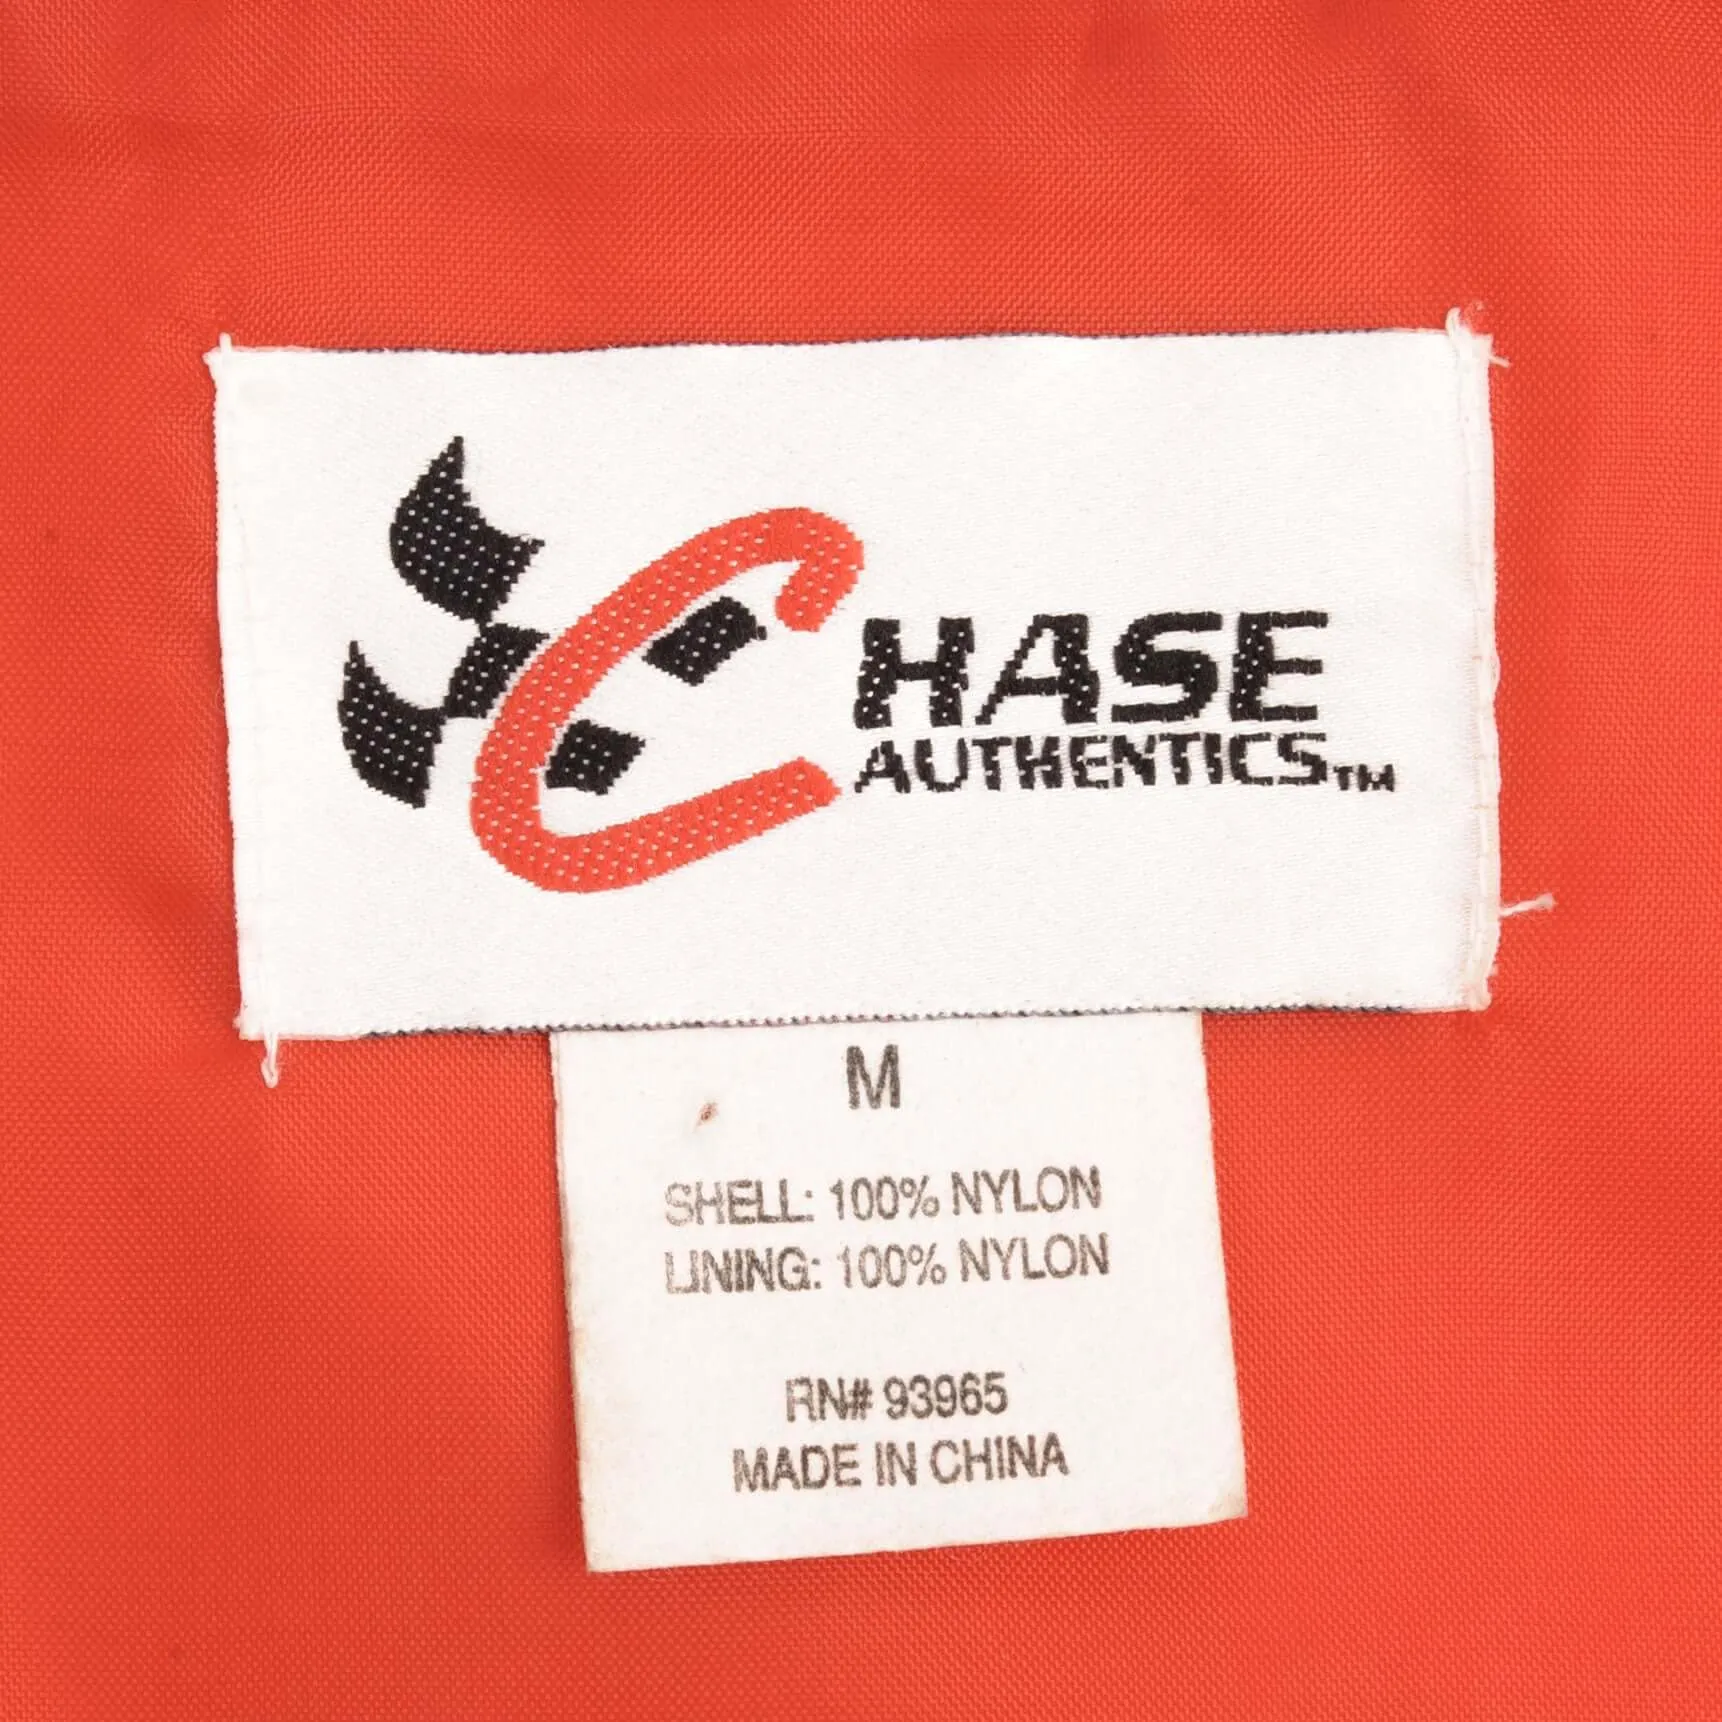 CHASE
AUTHENTICS™
M
SHELL: 100% NYLON
LINING: 100% NYLON
RN# 93965
MADE IN CHINA